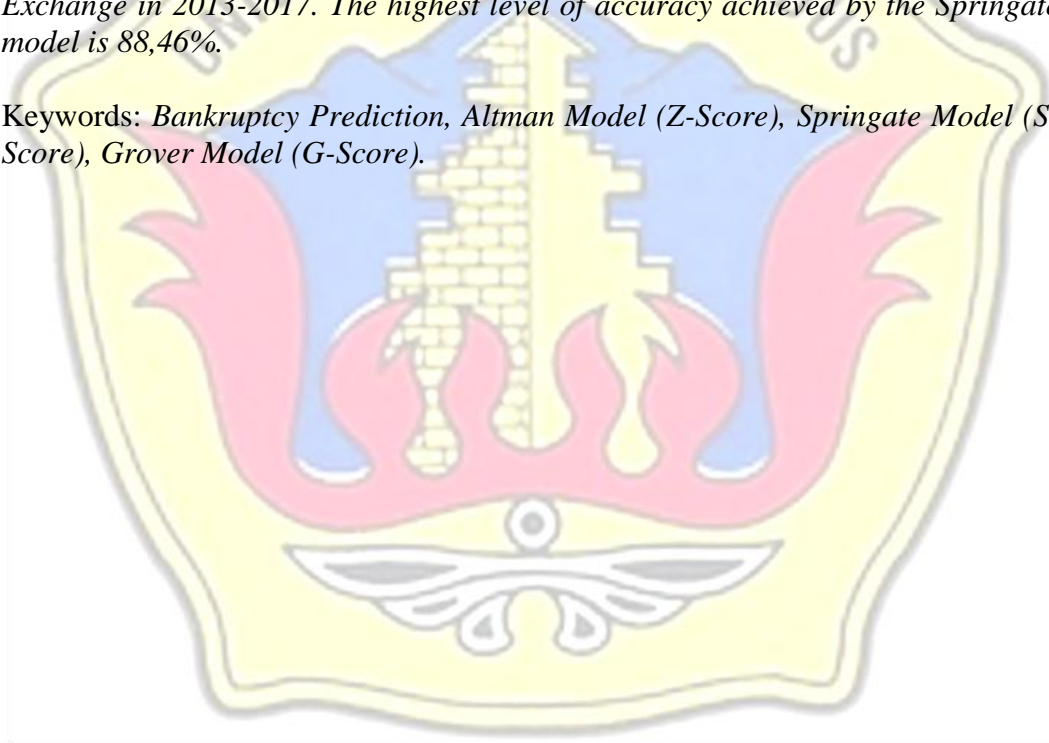 Exchange in 2013-2017. The highest level of accuracy achieved by the Springate
model is 88,46%.
Keywords: Bankruptcy Prediction, Altman Model (Z-Score), Springate Model (S
Score), Grover Model (G-Score).